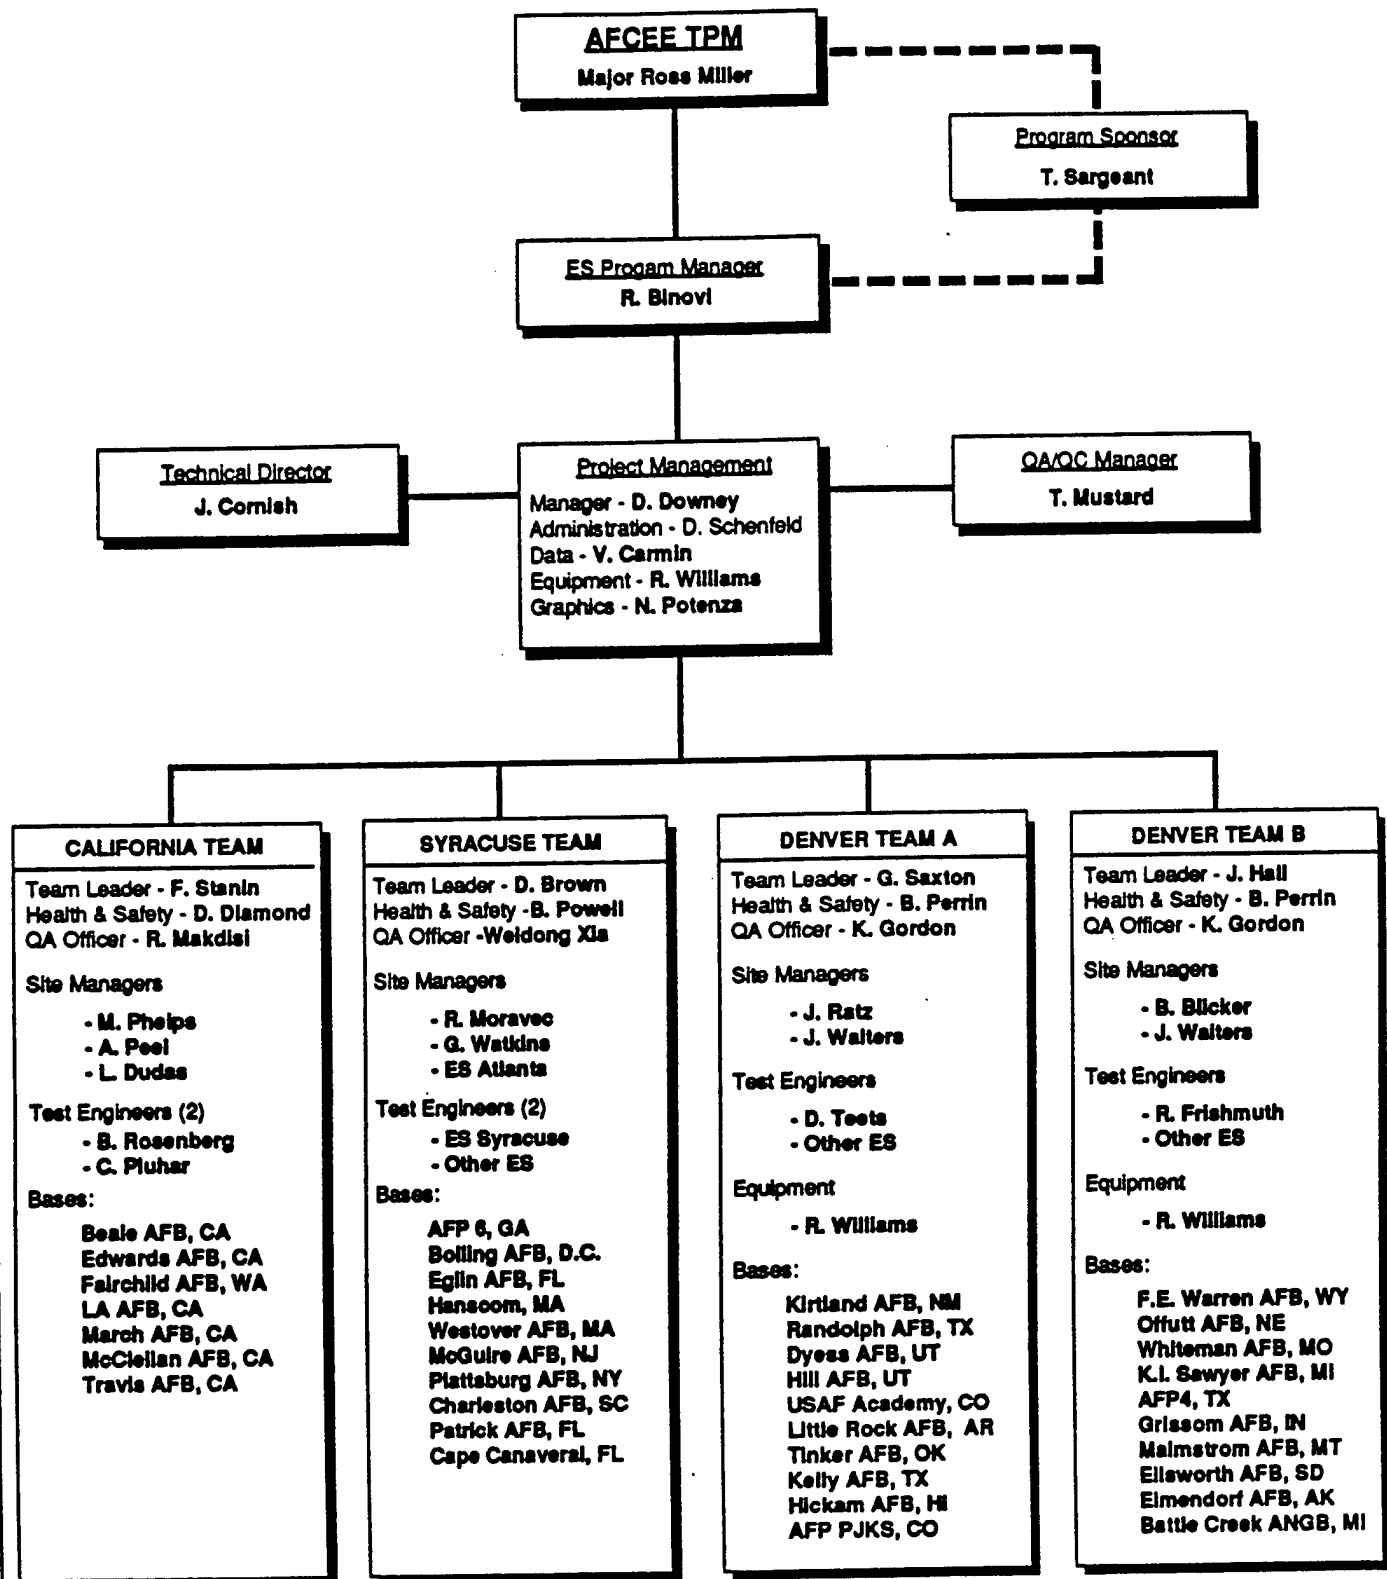 AFCEE TPM
Major Ross Miller
Program Sponsor
T. Sargeant
ES Progam Manager
R. Binovi
Technical Director
J. Cornish
Project Management
Manager - D. Downey
Administration - D. Schenfeld
Data - V. Carmin
Equipment - R. Williams
Graphics - N. Potenza
QA/QC Manager
T. Mustard
CALIFORNIA TEAM
Team Leader - F. Stanin
Health & Safety - D. Diamond
QA Officer - R. Makdisi
Site Managers
- M. Phelps
- A. Peel
- L. Dudas
Test Engineers (2)
- B. Rosenberg
- C. Pluhar
Bases:
Beale AFB, CA
Edwards AFB, CA
Fairchild AFB, WA
LA AFB, CA
March AFB, CA
McClellan AFB, CA
Travis AFB, CA
SYRACUSE TEAM
Team Leader - D. Brown
Health & Safety -B. Powell
QA Officer -Weidong Xia
Site Managers
- R. Moravec
- G. Watkins
- ES Atlanta
Test Engineers (2)
- ES Syracuse
- Other ES
Bases:
AFP 6, GA
Bolling AFB, D.C.
Eglin AFB, FL
Hanscom, MA
Westover AFB, MA
McGuire AFB, NJ
Plattsburg AFB, NY
Charleston AFB, SC
Patrick AFB, FL
Cape Canaveral, FL
DENVER TEAM A
Team Leader - G. Saxton
Health & Safety - B. Perrin
QA Officer - K. Gordon
Site Managers
- J. Ratz
- J. Walters
Test Engineers
- D. Teets
- Other ES
Equipment
- R. Williams
Bases:
Kirtland AFB, NM
Randolph AFB, TX
Dyess AFB, UT
Hill AFB, UT
USAF Academy, CO
Little Rock AFB, AR
Tinker AFB, OK
Kelly AFB, TX
Hickam AFB, HI
AFP PJKS, CO
DENVER TEAM B
Team Leader - J. Hall
Health & Safety - B. Perrin
QA Officer - K. Gordon
Site Managers
- B. Blicker
- J. Walters
Test Engineers
- R. Frishmuth
- Other ES
Equipment
- R. Williams
Bases:
F.E. Warren AFB, WY
Offutt AFB, NE
Whiteman AFB, MO
K.I. Sawyer AFB, MI
AFP4, TX
Grissom AFB, IN
Malmstrom AFB, MT
Ellsworth AFB, SD
Elmendorf AFB, AK
Battle Creek ANGB, MI